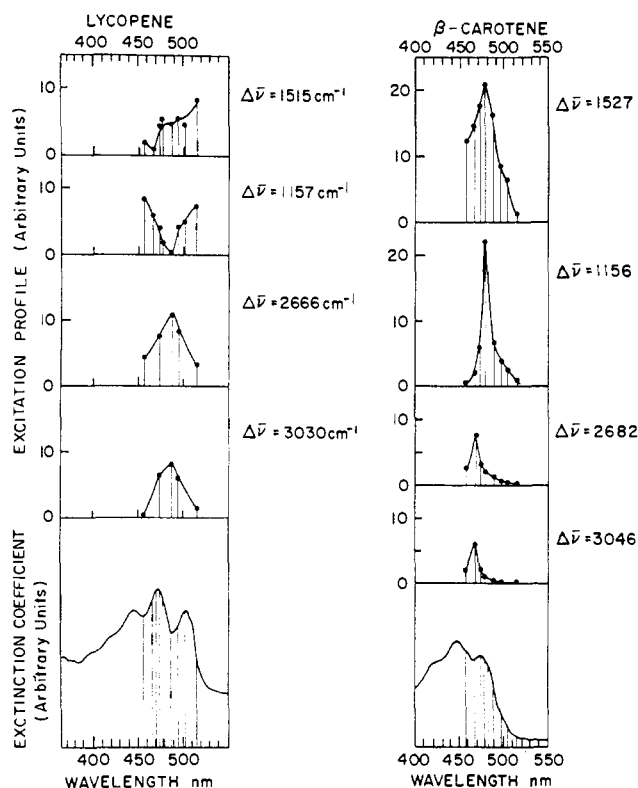 LYCOPENE
400 450 500
10
0
Δν̄ = 1515 cm⁻¹
10
0
Δν̄ = 1157 cm⁻¹
10
0
Δν̄ = 2666 cm⁻¹
10
0
Δν̄ = 3030 cm⁻¹
EXCITATION PROFILE (Arbitrary Units)
EXCTINCTION COEFFICIENT
(Arbitrary Units)
400 450 500
WAVELENGTH nm
β-CAROTENE
400 450 500 550
20
10
0
Δν̄ = 1527
20
10
0
Δν̄ = 1156
10
0
Δν̄ = 2682
10
0
Δν̄ = 3046
400 450 500 550
WAVELENGTH nm